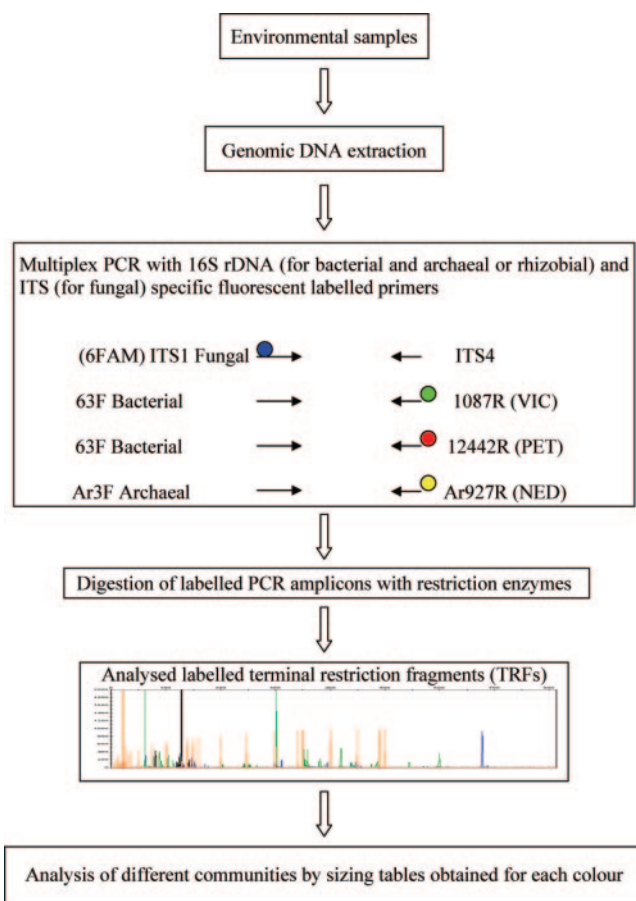 Environmental samples
Genomic DNA extraction
Multiplex PCR with 16S rDNA (for bacterial and archaeal or rhizobial) and
ITS (for fungal) specific fluorescent labelled primers
(6FAM) ITS1 Fungal ITS4
63F Bacterial 1087R (VIC)
63F Bacterial 12442R (PET)
Ar3F Archaeal Ar927R (NED)
Digestion of labelled PCR amplicons with restriction enzymes
Analysed labelled terminal restriction fragments (TRFs)
Analysis of different communities by sizing tables obtained for each colour